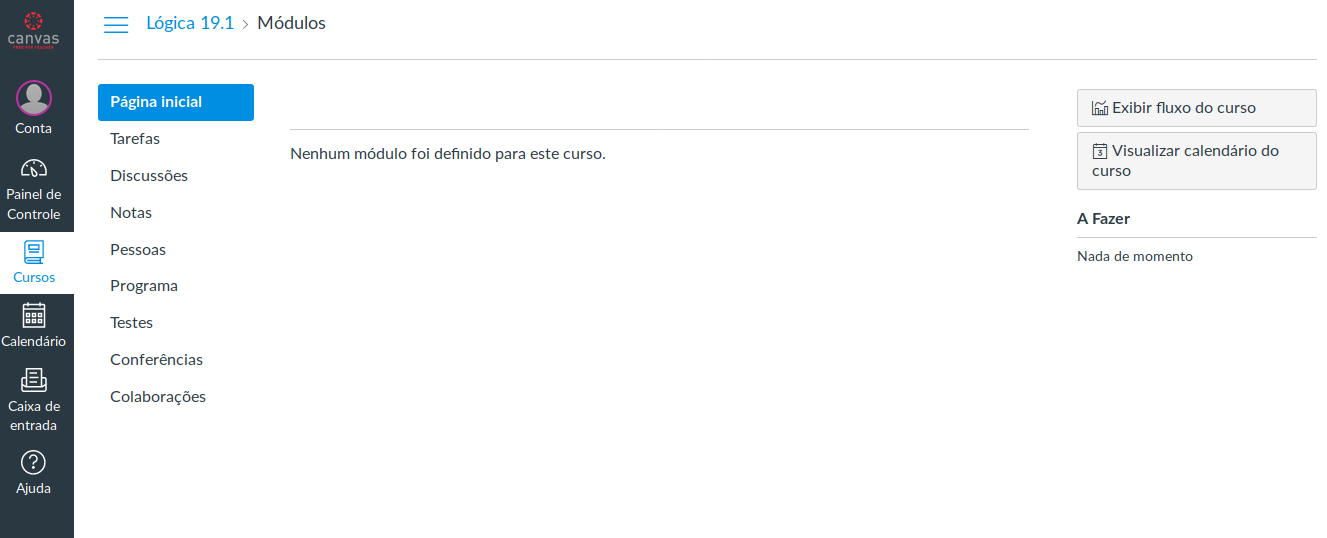 canvas
FREE FOR TEACHER
Conta
Painel de
Controle
Cursos
Calendário
Caixa de
entrada
Ajuda
Lógica 19.1 > Módulos
Página inicial
Tarefas
Discussões
Notas
Pessoas
Programa
Testes
Conferências
Colaborações
Nenhum módulo foi definido para este curso.
Exibir fluxo do curso
3 Visualizar calendário do
curso
A Fazer
Nada de momento